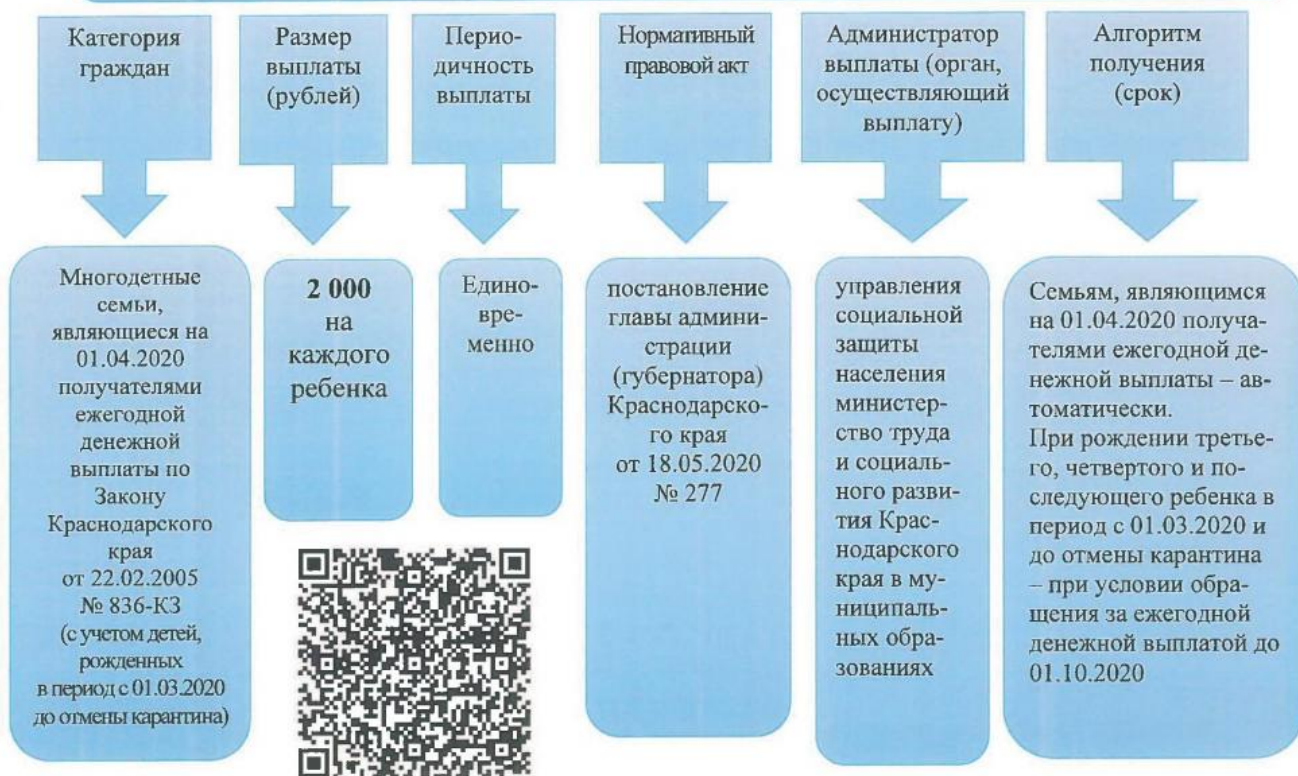 Категория
граждан
Размер
выплаты
(рублей)
Перио-
дичность
выплаты
Нормативный
правовой акт
Администратор
выплаты (орган,
осуществляющий
выплату)
Алгоритм
получения
(срок)
Многодетные
семьи,
являющиеся на
01.04.2020
получателями
ежегодной
денежной
выплаты по
Закону
Краснодарского
края
от 22.02.2005
№ 836-КЗ
(с учетом детей,
рожденных
в период с 01.03.2020
до отмены карантина)
2 000
на
каждого
ребенка
Едино-
вре-
менно
постановление
главы админи-
страции
(губернатора)
Краснодарско-
го края
от 18.05.2020
№ 277
управления
социальной
защиты
населения
министер-
ство труда
и социаль-
ного разви-
тия Крас-
нодарского
края в му-
ниципаль-
ных обра-
зованиях
Семьям, являющимся
на 01.04.2020 получа-
телями ежегодной де-
нежной выплаты – ав-
томатически.
При рождении третье-
го, четвертого и по-
следующего ребенка в
период с 01.03.2020 и
до отмены карантина
– при условии обра-
щения за ежегодной
денежной выплатой до
01.10.2020